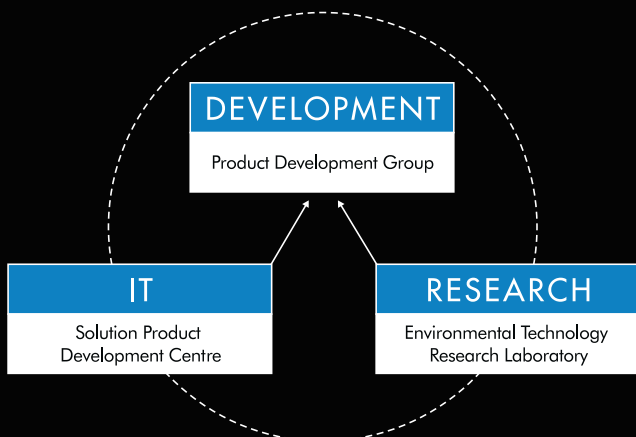 DEVELOPMENT
Product Development Group
IT
Solution Product
Development Centre
RESEARCH
Environmental Technology
Research Laboratory